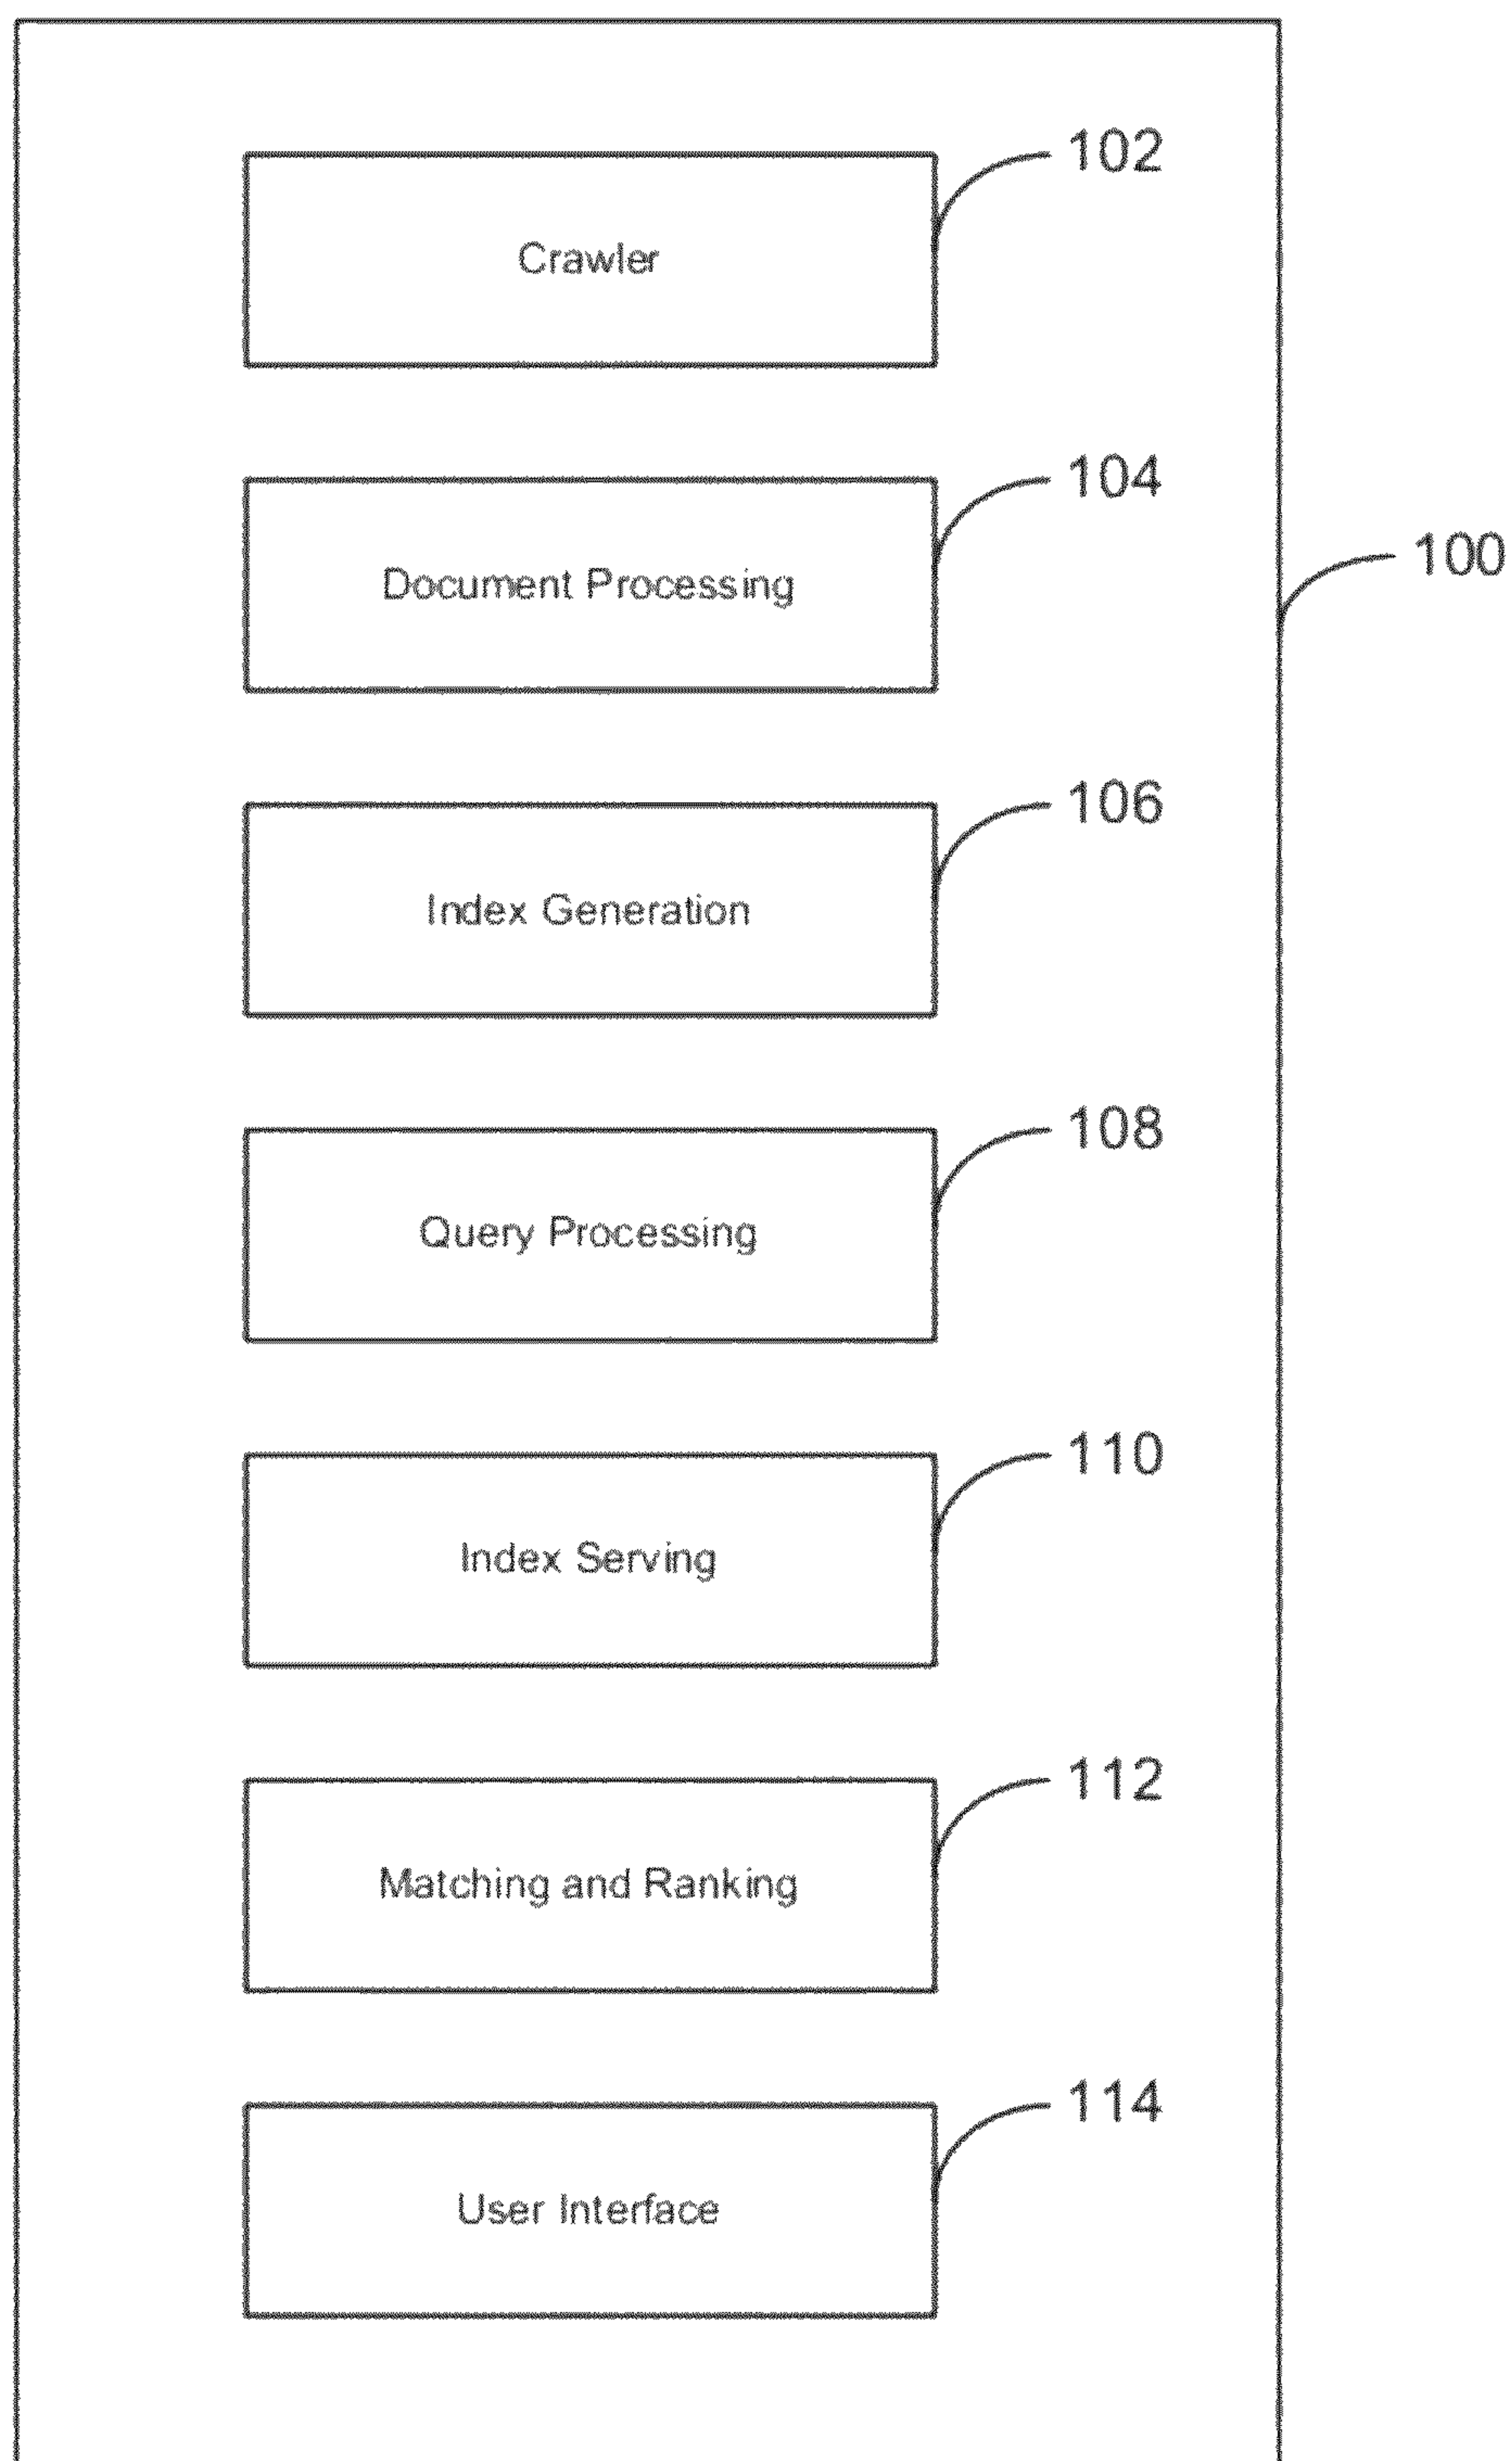 102
Crawler
104
100
Document Processing
106
Index Generation
108
Query Processing
110
Index Serving
112
Matching and Ranking
114
User Interface